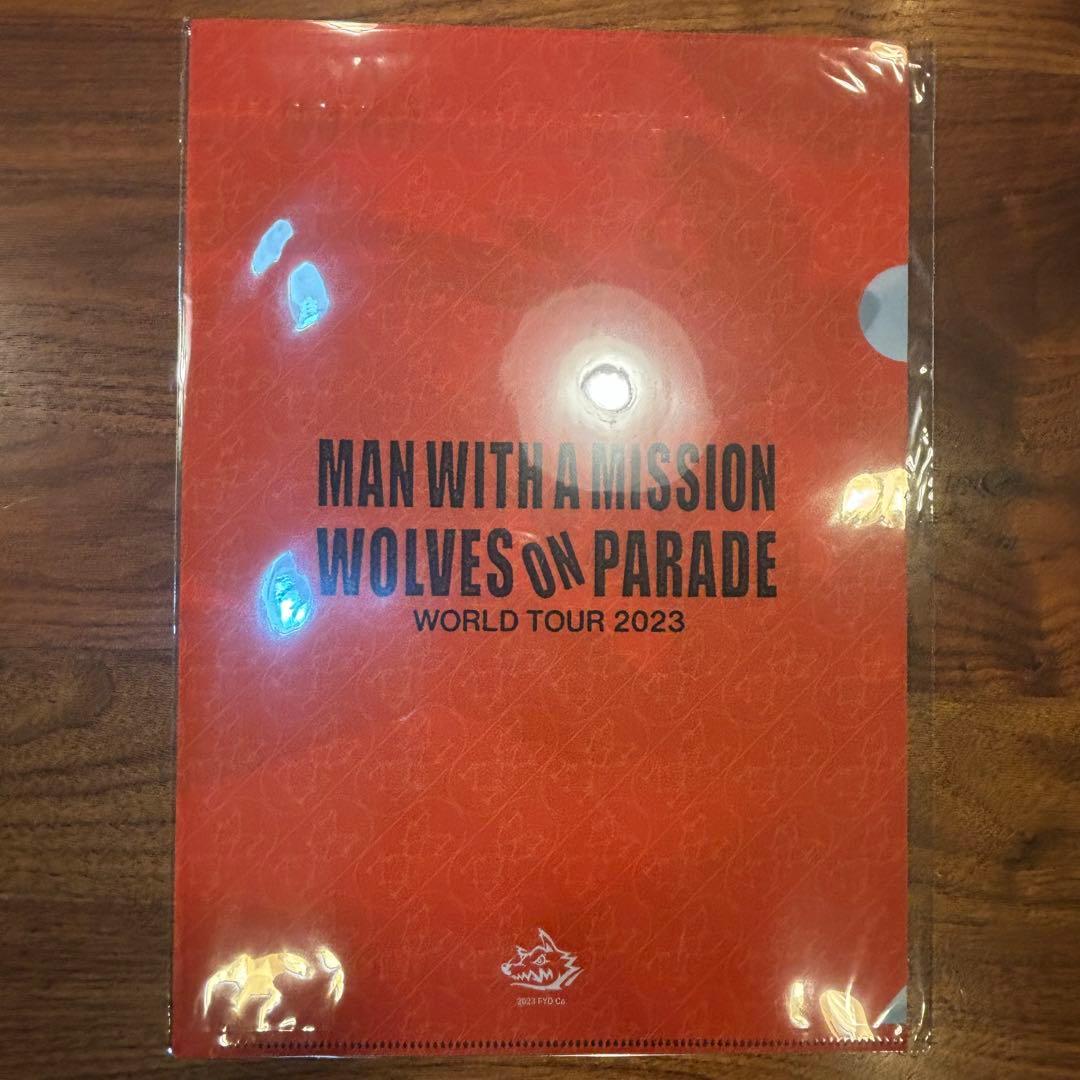 MAN WITH A MISSION
WOLVES ON PARADE
WORLD TOUR 2023
2023 FYD Co.